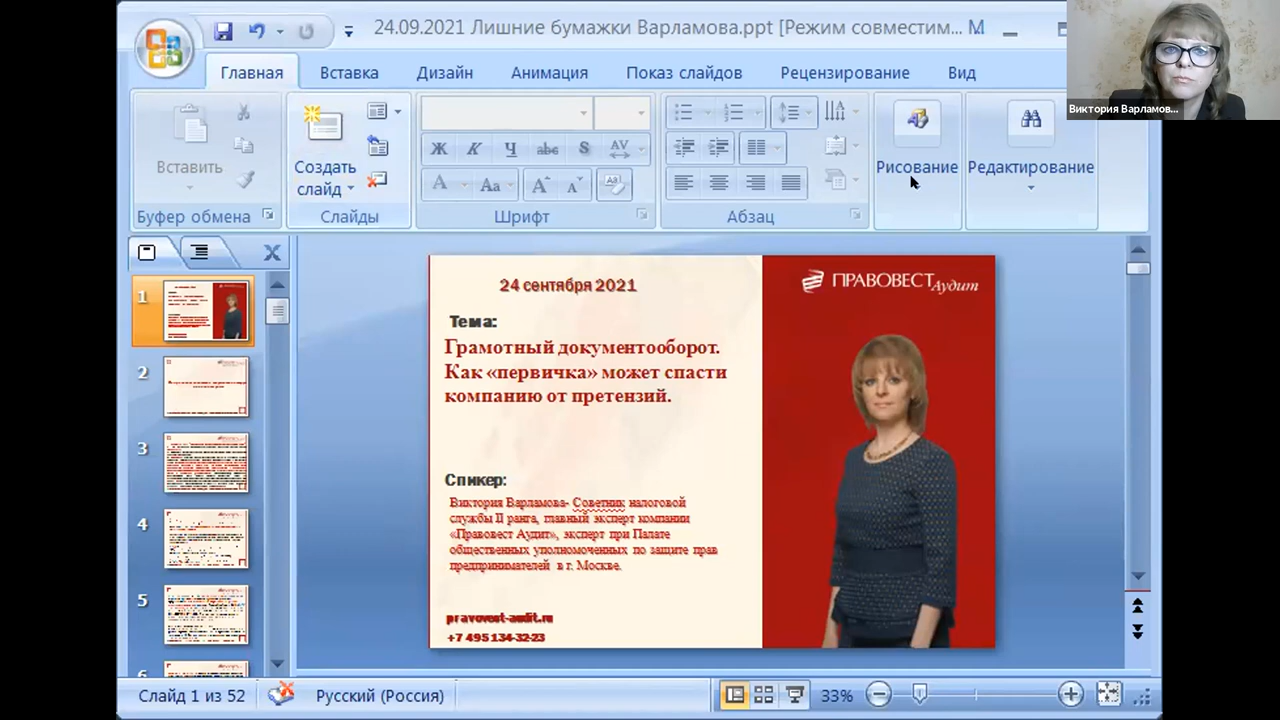 24.09.2021 Лишние бумажки Варламова.ppt [Режим совместим... M
Виктория Варламов...
Главная Вставка Дизайн Анимация Показ слайдов Рецензирование Вид
Вставить
Создать слайд
Ж К Ч abc S AV
А Aa A A
Рисование
Редактирование
Буфер обмена Слайды Шрифт Абзац
1
2
3
4
5
24 сентября 2021
ПРАВОВЕСТ Аудит
Тема:
Грамотный документооборот.
Как «первичка» может спасти
компанию от претензий.
Спикер:
Виктория Варламова- Советник налоговой
службы II ранга, главный эксперт компании
«Правовест Аудит», эксперт при Палате
общественных уполномоченных по защите прав
предпринимателей в г. Москве.
pravovest-audit.ru
+7 495 134-32-23
Слайд 1 из 52 Русский (Россия) 33%